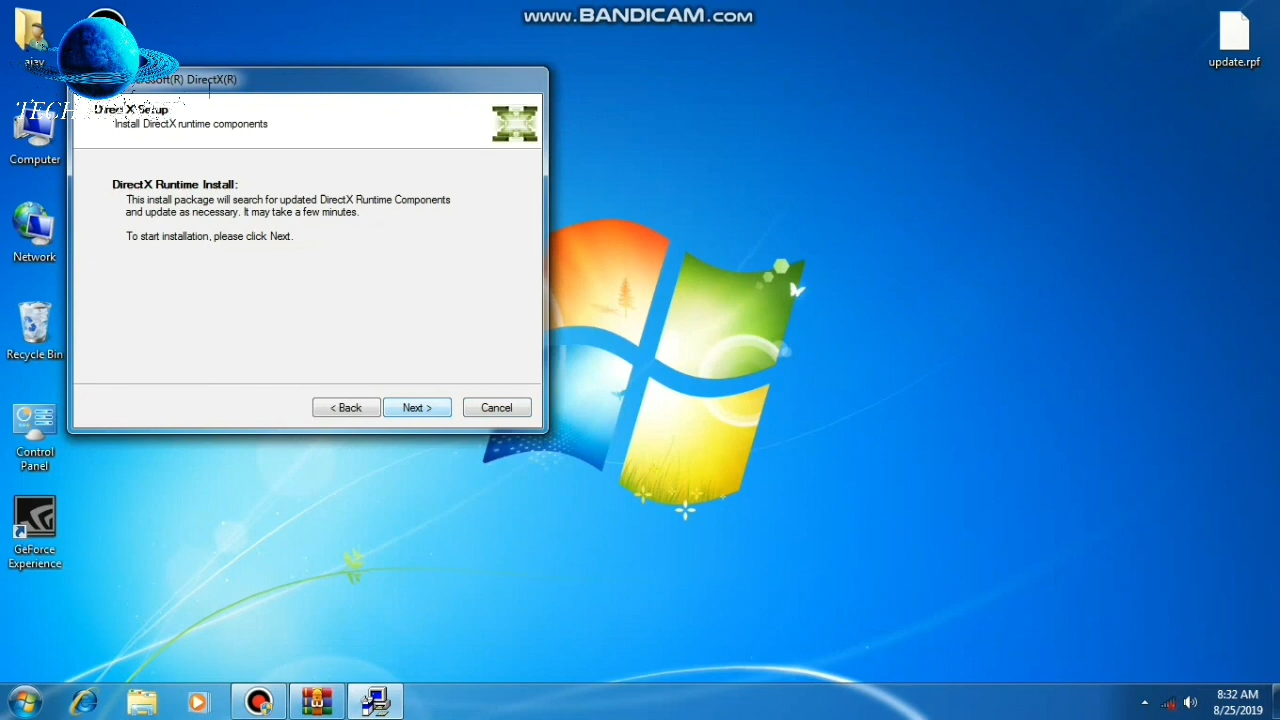 www.BANDICAM.com
update.rpf
(R) DirectX(R)
TECH
DirectX Setup
Install DirectX runtime components
Computer
DirectX Runtime Install:
This install package will search for updated DirectX Runtime Components
and update as necessary. It may take a few minutes.
To start installation, please click Next.
Network
Recycle Bin
< Back
Next >
Cancel
Control
Panel
GeForce
Experience
8:32 AM
8/25/2019